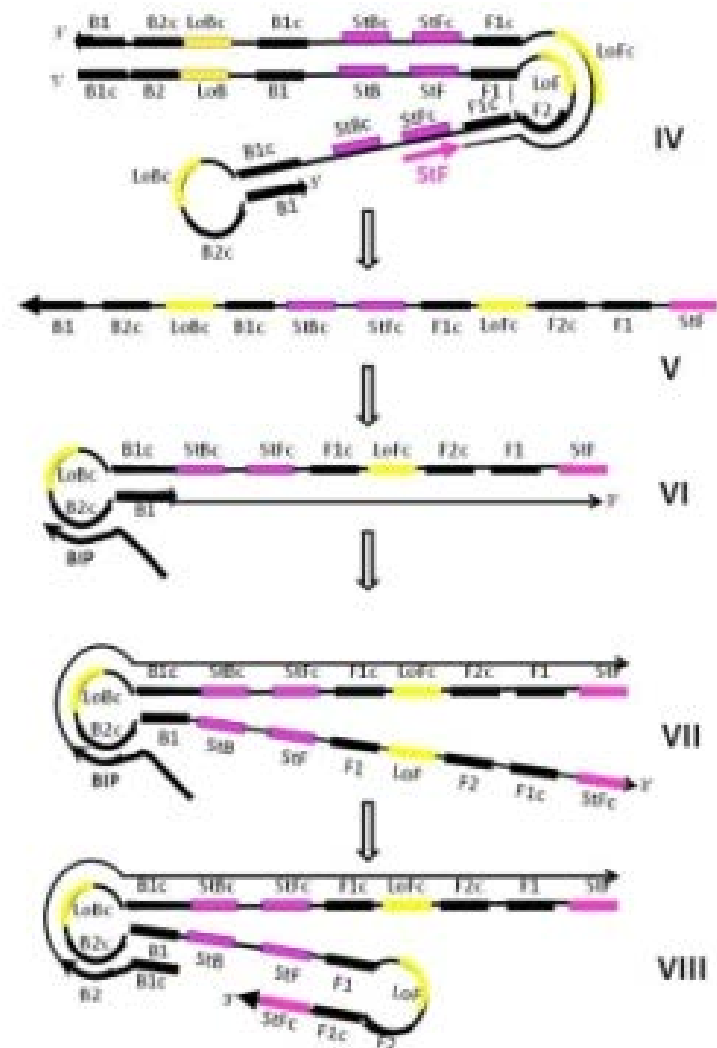 B1 B2c LoBc B1c StBc StFc F1c
3'
LoFc
5'
B1c B2 LoB B1 StB StF F1 LoF F2
F1c
StBc StFc
IV
B1c
StF
LoBc
3'
B1
B2c
B1 B2c LoBc B1c StBc StFc F1c LoFc F2c F1 StF
V
B1c StBc StFc F1c LoFc F2c F1 StF
LoBc
VI
B2c B1 3'
BIP
B1c StBc StFc F1c LoFc F2c F1 StF
LoBc
VII
B2c B1 StB StF F1 LoF F2 F1c StFc 3'
BIP
B1c StBc StFc F1c LoFc F2c F1 StF
LoBc
B2c B1 StB StF F1 LoF
VIII
B2 B1c
3'
StFc F1c F2